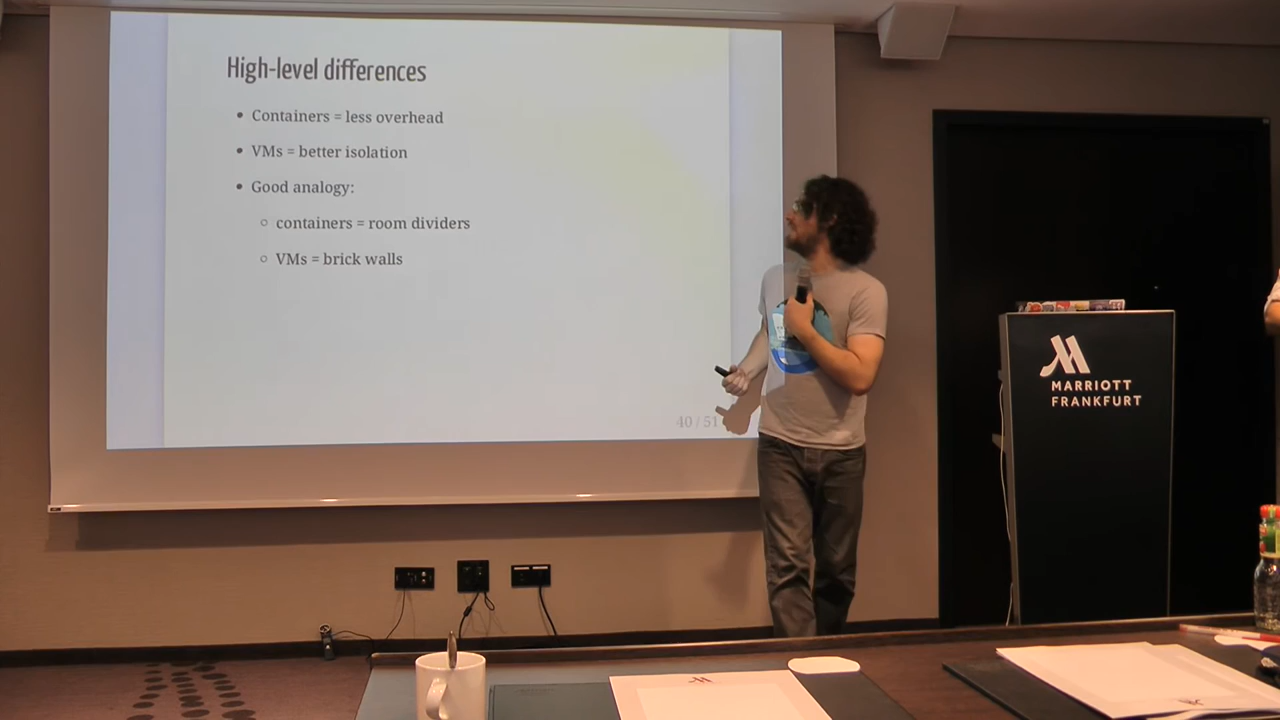 High-level differences
• Containers = less overhead
• VMs = better isolation
• Good analogy:
○ containers = room dividers
○ VMs = brick walls
40 / 51
MARRIOTT
FRANKFURT